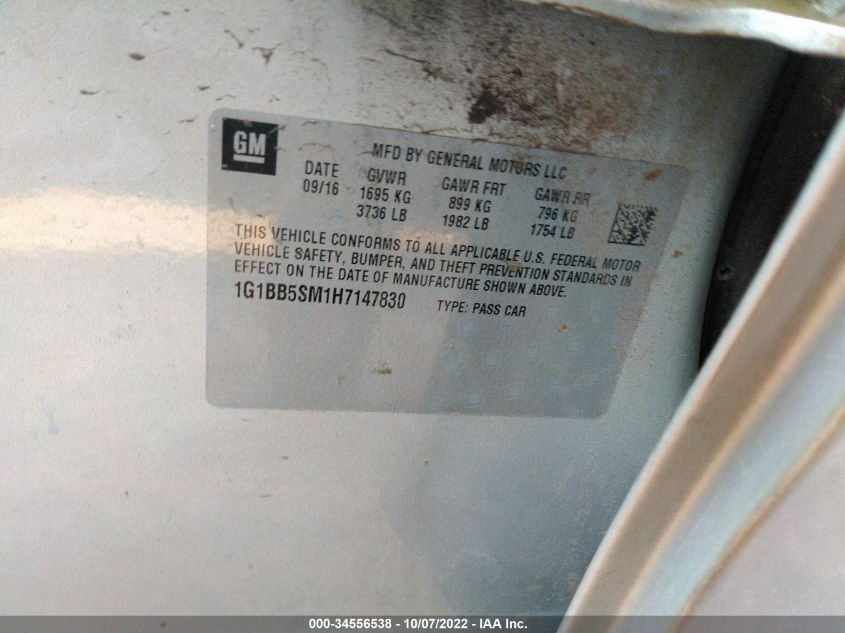 GM
MFD BY GENERAL MOTORS LLC
DATE GVWR GAWR FRT GAWR RR
09/16 1695 KG 899 KG 796 KG
3736 LB 1982 LB 1754 LB
THIS VEHICLE CONFORMS TO ALL APPLICABLE U.S. FEDERAL MOTOR
VEHICLE SAFETY, BUMPER, AND THEFT PREVENTION STANDARDS IN
EFFECT ON THE DATE OF MANUFACTURE SHOWN ABOVE.
1G1BB5SM1H7147830 TYPE: PASS CAR
000-34556538 - 10/07/2022 - IAA Inc.